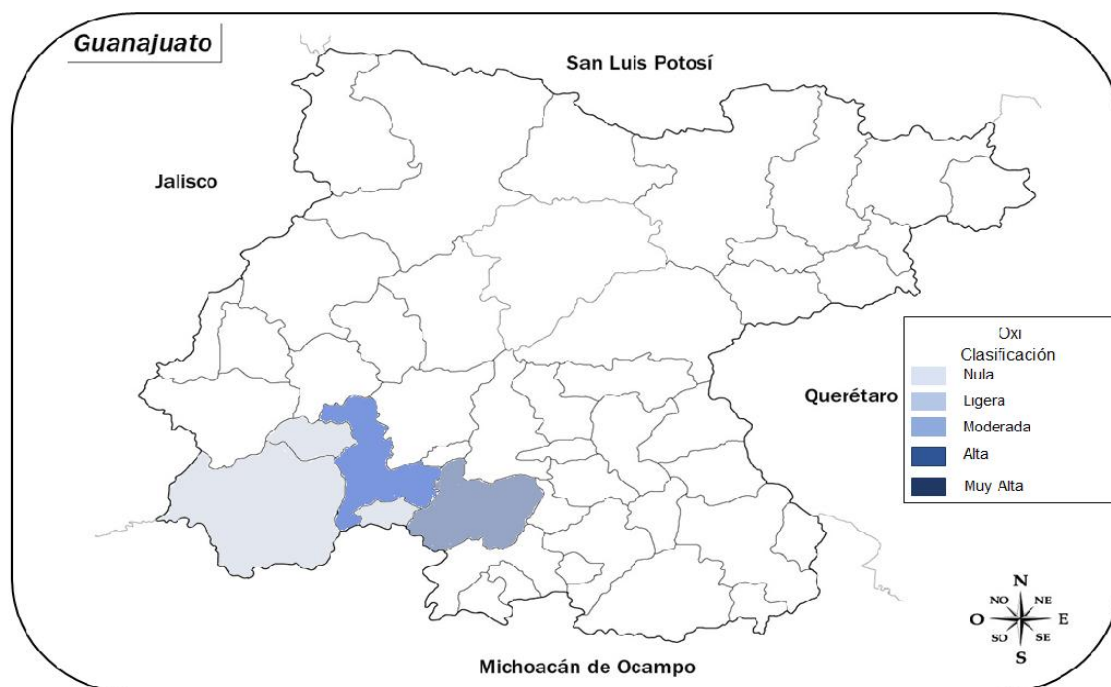 Guanajuato
San Luis Potosí
Jalisco
Querétaro
Oxi
Clasificación
Nula
Ligera
Moderada
Alta
Muy Alta
N
NO
NE
O
E
SO
SE
S
Michoacán de Ocampo